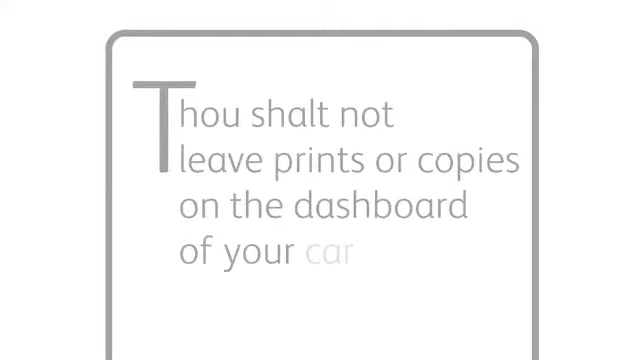 Thou shalt not
leave prints or copies
on the dashboard
of your car